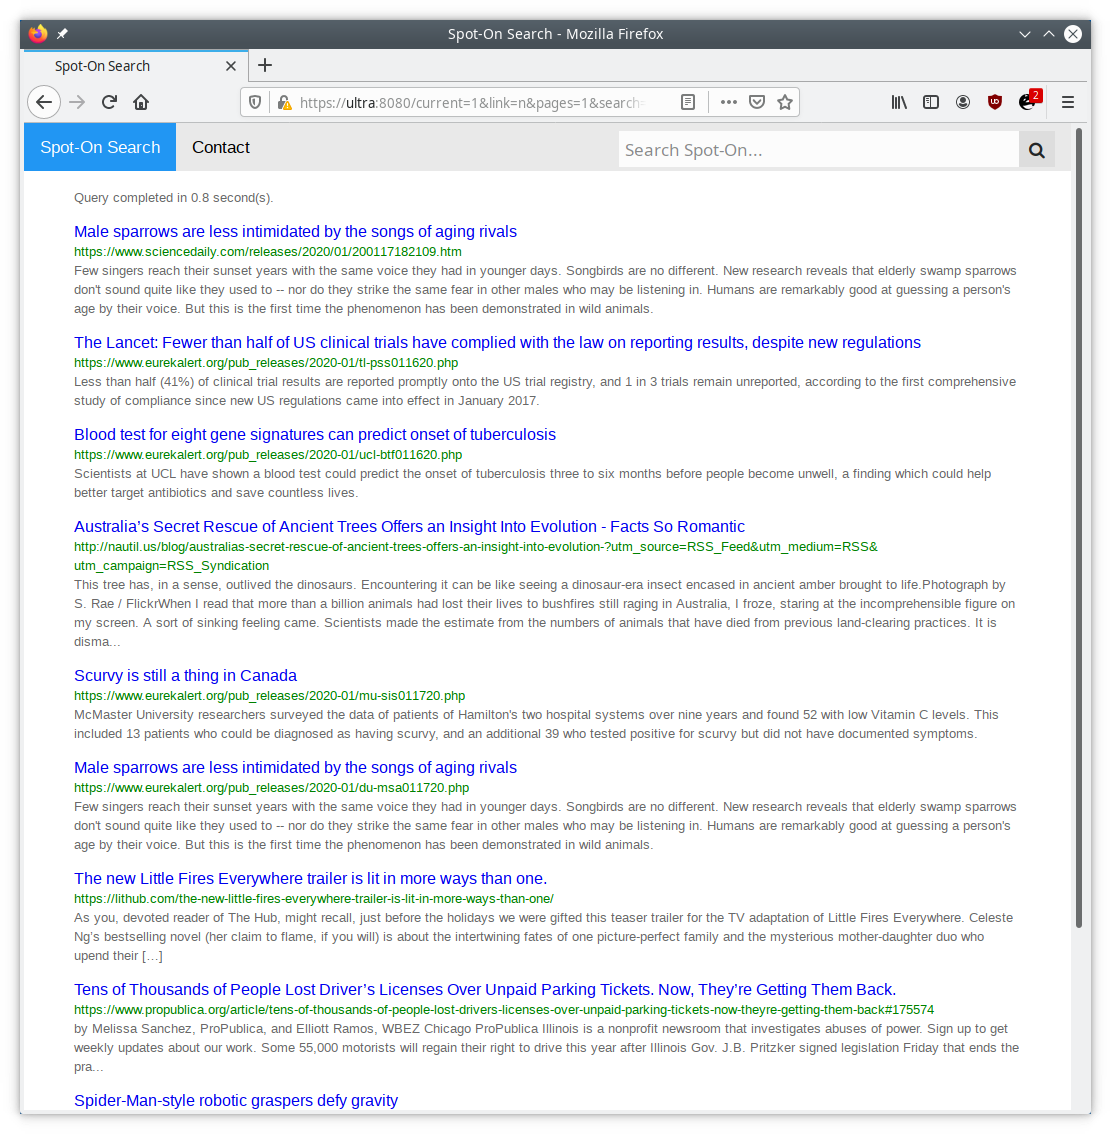 Spot-On Search - Mozilla Firefox
Spot-On Search
https://ultra:8080/current=1&link=n&pages=1&search=
2
Spot-On Search
Contact
Search Spot-On...
Query completed in 0.8 second(s).
Male sparrows are less intimidated by the songs of aging rivals
https://www.sciencedaily.com/releases/2020/01/200117182109.htm
Few singers reach their sunset years with the same voice they had in younger days. Songbirds are no different. New research reveals that elderly swamp sparrows
don't sound quite like they used to -- nor do they strike the same fear in other males who may be listening in. Humans are remarkably good at guessing a person's
age by their voice. But this is the first time the phenomenon has been demonstrated in wild animals.
The Lancet: Fewer than half of US clinical trials have complied with the law on reporting results, despite new regulations
https://www.eurekalert.org/pub_releases/2020-01/tl-pss011620.php
Less than half (41%) of clinical trial results are reported promptly onto the US trial registry, and 1 in 3 trials remain unreported, according to the first comprehensive
study of compliance since new US regulations came into effect in January 2017.
Blood test for eight gene signatures can predict onset of tuberculosis
https://www.eurekalert.org/pub_releases/2020-01/ucl-btf011620.php
Scientists at UCL have shown a blood test could predict the onset of tuberculosis three to six months before people become unwell, a finding which could help
better target antibiotics and save countless lives.
Australia’s Secret Rescue of Ancient Trees Offers an Insight Into Evolution - Facts So Romantic
http://nautil.us/blog/australias-secret-rescue-of-ancient-trees-offers-an-insight-into-evolution-?utm_source=RSS_Feed&utm_medium=RSS&
utm_campaign=RSS_Syndication
This tree has, in a sense, outlived the dinosaurs. Encountering it can be like seeing a dinosaur-era insect encased in ancient amber brought to life.Photograph by
S. Rae / FlickrWhen I read that more than a billion animals had lost their lives to bushfires still raging in Australia, I froze, staring at the incomprehensible figure on
my screen. A sort of sinking feeling came. Scientists made the estimate from the numbers of animals that have died from previous land-clearing practices. It is
disma...
Scurvy is still a thing in Canada
https://www.eurekalert.org/pub_releases/2020-01/mu-sis011720.php
McMaster University researchers surveyed the data of patients of Hamilton's two hospital systems over nine years and found 52 with low Vitamin C levels. This
included 13 patients who could be diagnosed as having scurvy, and an additional 39 who tested positive for scurvy but did not have documented symptoms.
Male sparrows are less intimidated by the songs of aging rivals
https://www.eurekalert.org/pub_releases/2020-01/du-msa011720.php
Few singers reach their sunset years with the same voice they had in younger days. Songbirds are no different. New research reveals that elderly swamp sparrows
don't sound quite like they used to -- nor do they strike the same fear in other males who may be listening in. Humans are remarkably good at guessing a person's
age by their voice. But this is the first time the phenomenon has been demonstrated in wild animals.
The new Little Fires Everywhere trailer is lit in more ways than one.
https://lithub.com/the-new-little-fires-everywhere-trailer-is-lit-in-more-ways-than-one/
As you, devoted reader of The Hub, might recall, just before the holidays we were gifted this teaser trailer for the TV adaptation of Little Fires Everywhere. Celeste
Ng’s bestselling novel (her claim to flame, if you will) is about the intertwining fates of one picture-perfect family and the mysterious mother-daughter duo who
upend their […]
Tens of Thousands of People Lost Driver’s Licenses Over Unpaid Parking Tickets. Now, They’re Getting Them Back.
https://www.propublica.org/article/tens-of-thousands-of-people-lost-drivers-licenses-over-unpaid-parking-tickets-now-theyre-getting-them-back#175574
by Melissa Sanchez, ProPublica, and Elliott Ramos, WBEZ Chicago ProPublica Illinois is a nonprofit newsroom that investigates abuses of power. Sign up to get
weekly updates about our work. Some 55,000 motorists will regain their right to drive this year after Illinois Gov. J.B. Pritzker signed legislation Friday that ends the
pra...
Spider-Man-style robotic graspers defy gravity